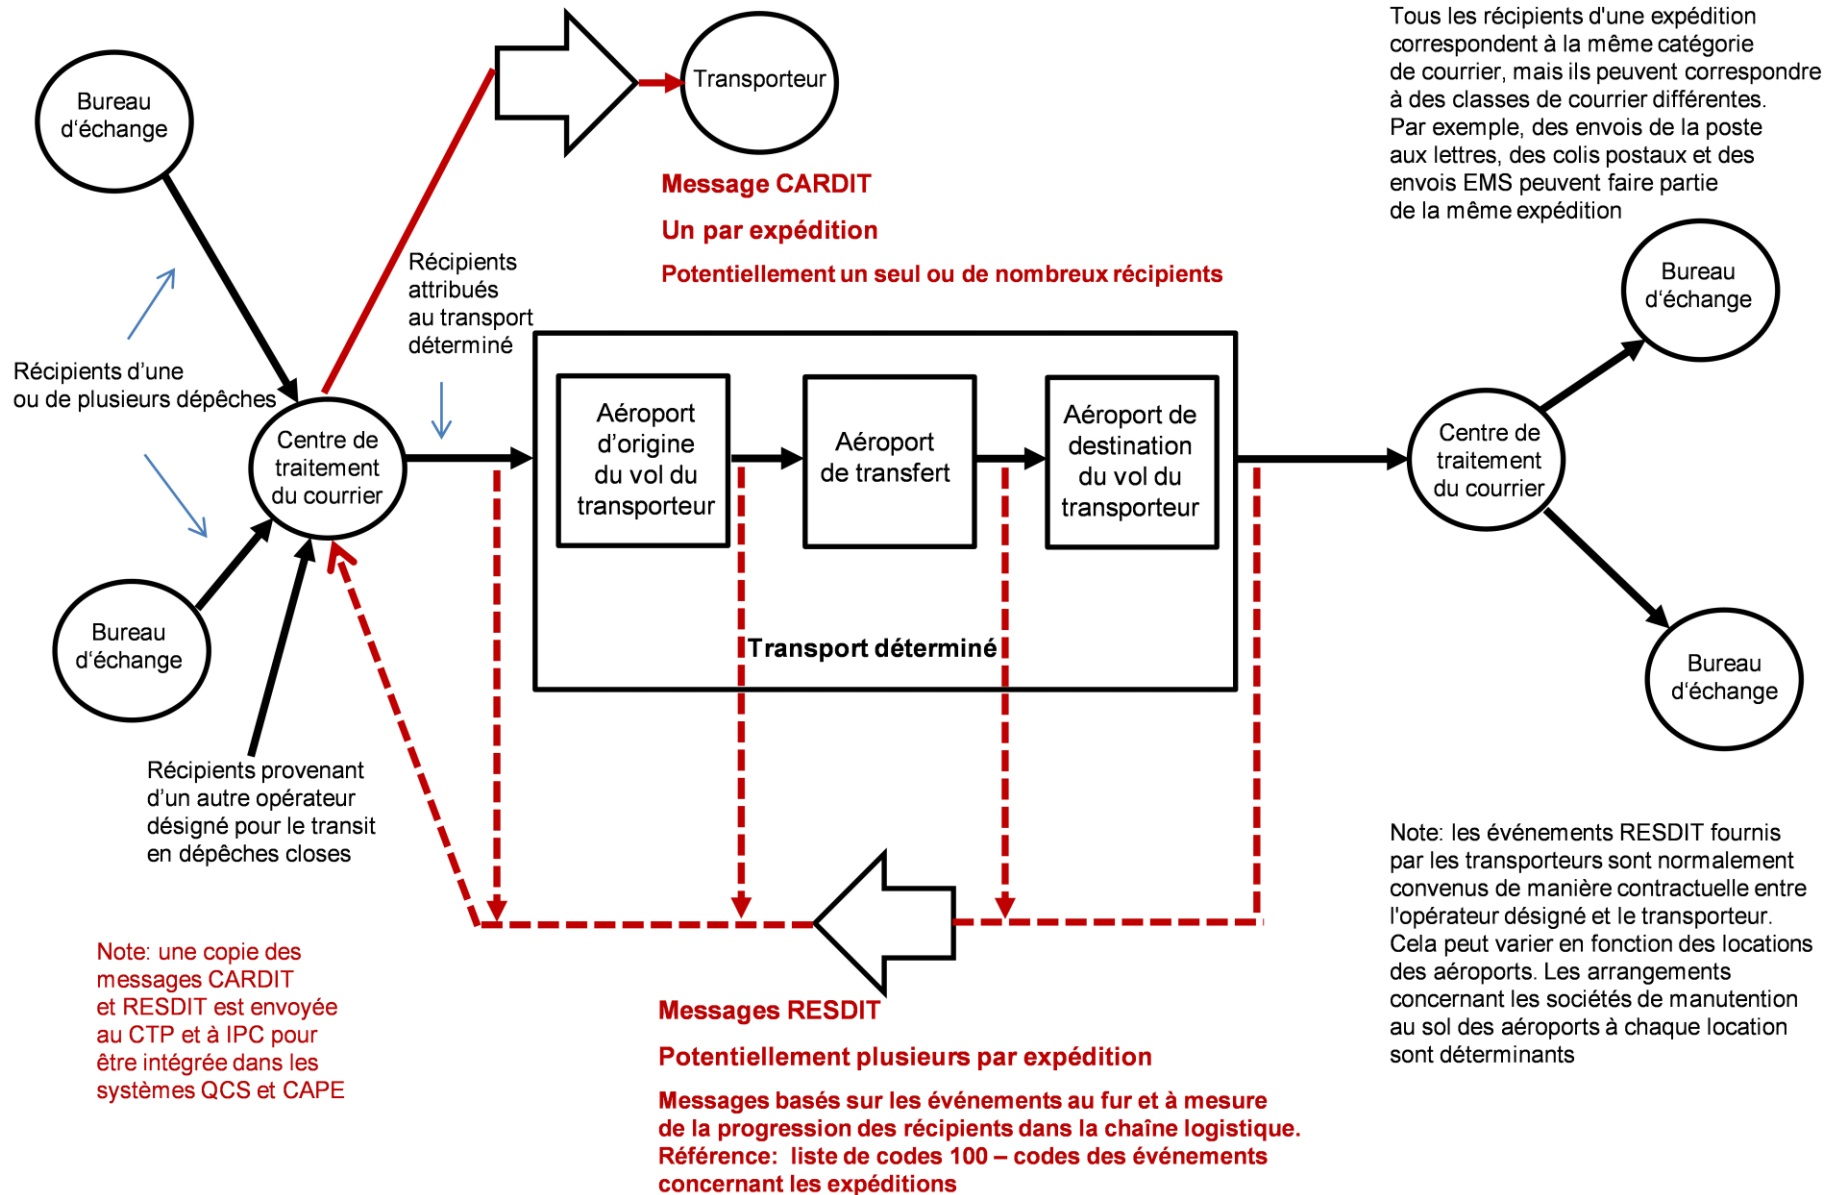 Bureau
d'échange
Transporteur
Tous les récipients d'une expédition
correspondent à la même catégorie
de courrier, mais ils peuvent correspondre
à des classes de courrier différentes.
Par exemple, des envois de la poste
aux lettres, des colis postaux et des
envois EMS peuvent faire partie
de la même expédition
Message CARDIT
Un par expédition
Potentiellement un seul ou de nombreux récipients
Récipients
attribués
au transport
déterminé
Bureau
d'échange
Récipients d'une
ou de plusieurs dépêches
Centre de
traitement
du courrier
Aéroport
d'origine
du vol du
transporteur
Aéroport
de transfert
Aéroport de
destination
du vol du
transporteur
Centre de
traitement
du courrier
Bureau
d'échange
Transport déterminé
Bureau
d'échange
Récipients provenant
d'un autre opérateur
désigné pour le transit
en dépêches closes
Note: les événements RESDIT fournis
par les transporteurs sont normalement
convenus de manière contractuelle entre
l'opérateur désigné et le transporteur.
Cela peut varier en fonction des locations
des aéroports. Les arrangements
concernant les sociétés de manutention
au sol des aéroports à chaque location
sont déterminants
Note: une copie des
messages CARDIT
et RESDIT est envoyée
au CTP et à IPC pour
être intégrée dans les
systèmes QCS et CAPE
Messages RESDIT
Potentiellement plusieurs par expédition
Messages basés sur les événements au fur et à mesure
de la progression des récipients dans la chaîne logistique.
Référence: liste de codes 100 – codes des événements
concernant les expéditions